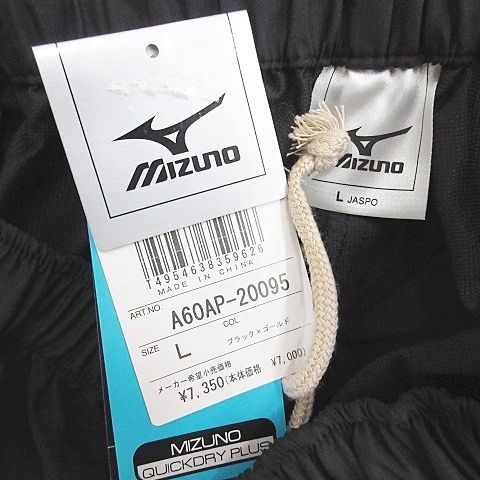 MIZUNO
T4954638359626
MADE IN CHINA
ART.NO. A60AP-20095
SIZE L COL. ブラック×ゴールド
メーカー希望小売価格
¥7,350(本体価格 ¥7,000)
MIZUNO
QUICKDRY PLUS
MIZUNO
L JASPO